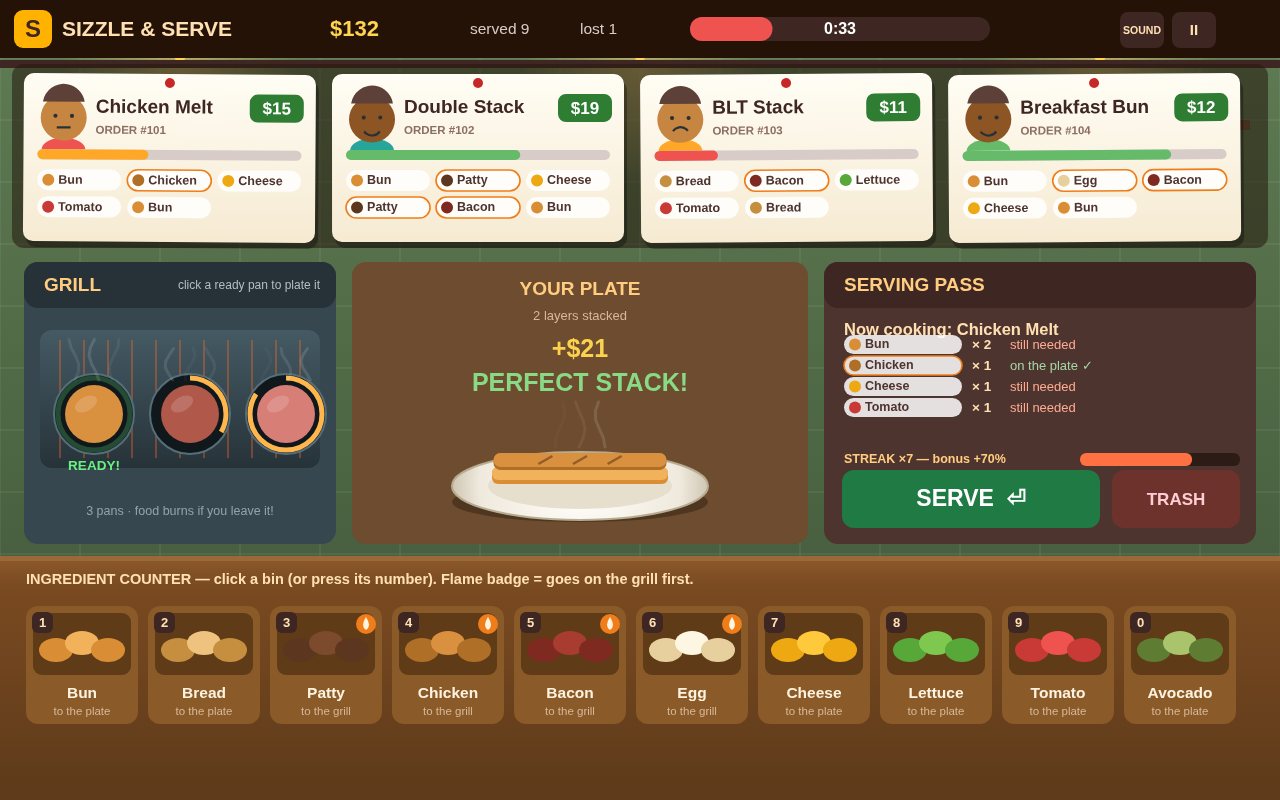 S SIZZLE & SERVE $132 served 9 lost 1 0:33 SOUND II
Chicken Melt $15
ORDER #101
Bun Chicken Cheese
Tomato Bun
Double Stack $19
ORDER #102
Bun Patty Cheese
Patty Bacon Bun
BLT Stack $11
ORDER #103
Bread Bacon Lettuce
Tomato Bread
Breakfast Bun $12
ORDER #104
Bun Egg Bacon
Cheese Bun
GRILL click a ready pan to plate it
READY!
3 pans · food burns if you leave it!
YOUR PLATE
2 layers stacked
+$21
PERFECT STACK!
SERVING PASS
Now cooking: Chicken Melt
Bun × 2 still needed
Chicken × 1 on the plate ✓
Cheese × 1 still needed
Tomato × 1 still needed
STREAK ×7 — bonus +70%
SERVE ⏎ TRASH
INGREDIENT COUNTER — click a bin (or press its number). Flame badge = goes on the grill first.
1 2 3 4 5 6 7 8 9 0
Bun Bread Patty Chicken Bacon Egg Cheese Lettuce Tomato Avocado
to the plate to the plate to the grill to the grill to the grill to the grill to the plate to the plate to the plate to the plate